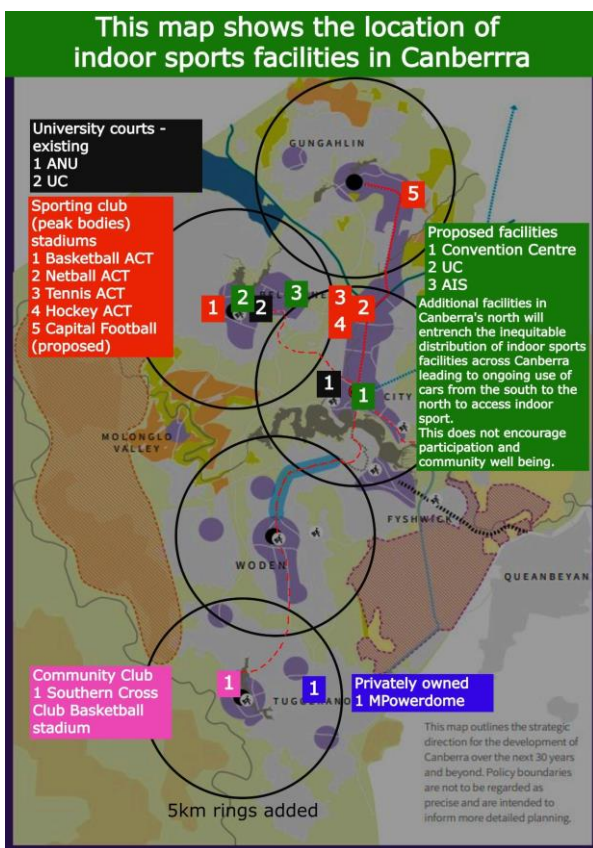 This map shows the location of
indoor sports facilities in Canberrra
GUNGAHLIN
University courts -
existing
1 ANU
2 UC
Sporting club
(peak bodies)
stadiums
1 Basketball ACT
2 Netball ACT
3 Tennis ACT
4 Hockey ACT
5 Capital Football
(proposed)
5
Proposed facilities
1 Convention Centre
2 UC
3 AIS
Additional facilities in
Canberra's north will
entrench the inequitable
distribution of indoor sports
facilities across Canberra
leading to ongoing use of
cars from the south to the
north to access indoor
sport.
This does not encourage
participation and
community well being.
1
2
2
3
3
2
4
1
1
CITY
MOLONGLO
VALLEY
FYSHWICK
WODEN
QUEANBEYAN
Community Club
1 Southern Cross
Club Basketball
stadium
1
1
Privately owned
1 MPowerdome
This map outlines the strategic
direction for the development of
Canberra over the next 30 years
and beyond. Policy boundaries
are not to be regarded as
precise and are intended to
inform more detailed planning.
5km rings added